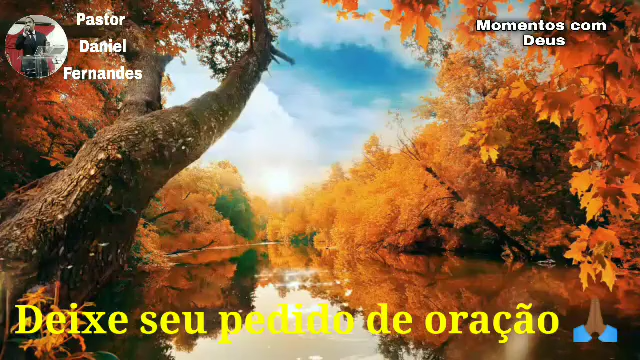 Pastor
Daniel
Fernandes
Momentos com
Deus
Deixe seu pedido de oração 🙏🏾